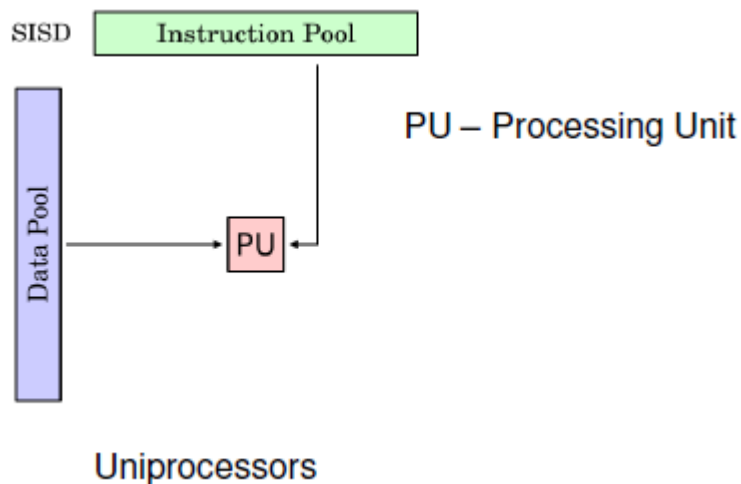 SISD
Instruction Pool
PU – Processing Unit
Data Pool
PU
Uniprocessors